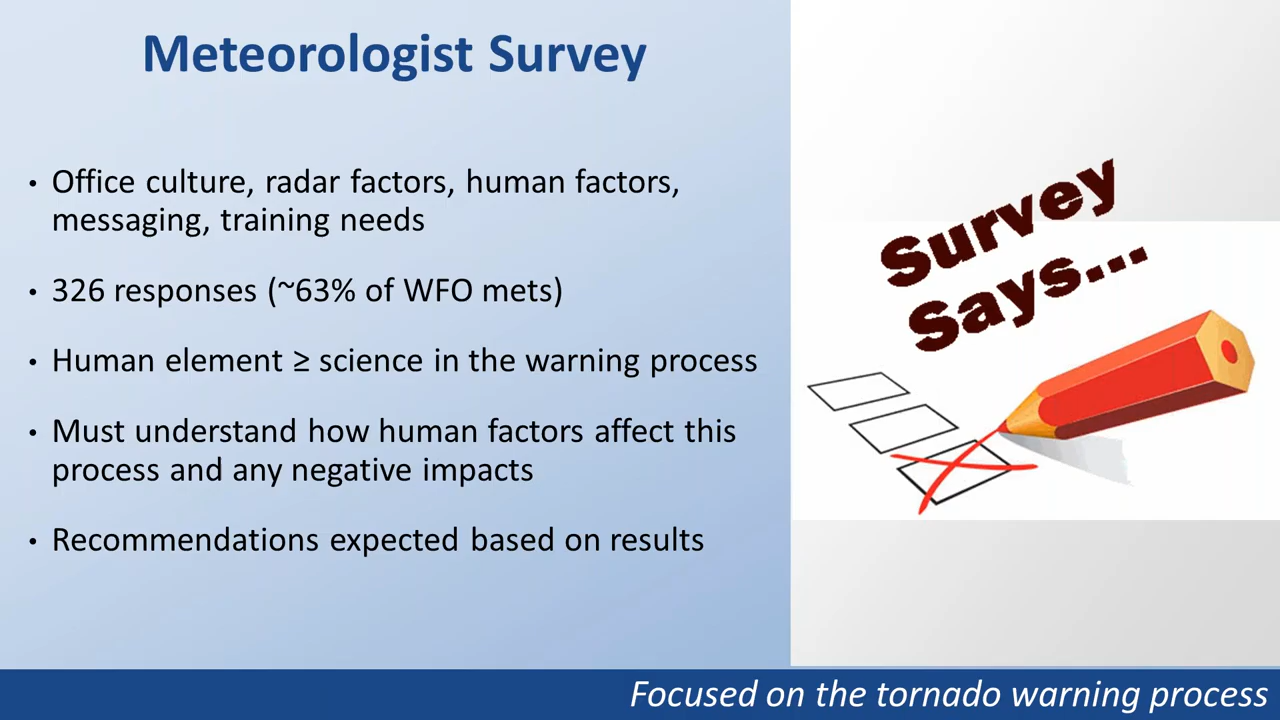 Meteorologist Survey
• Office culture, radar factors, human factors,
messaging, training needs
• 326 responses (~63% of WFO mets)
• Human element ≥ science in the warning process
• Must understand how human factors affect this
process and any negative impacts
• Recommendations expected based on results
Survey
Says...
Focused on the tornado warning process